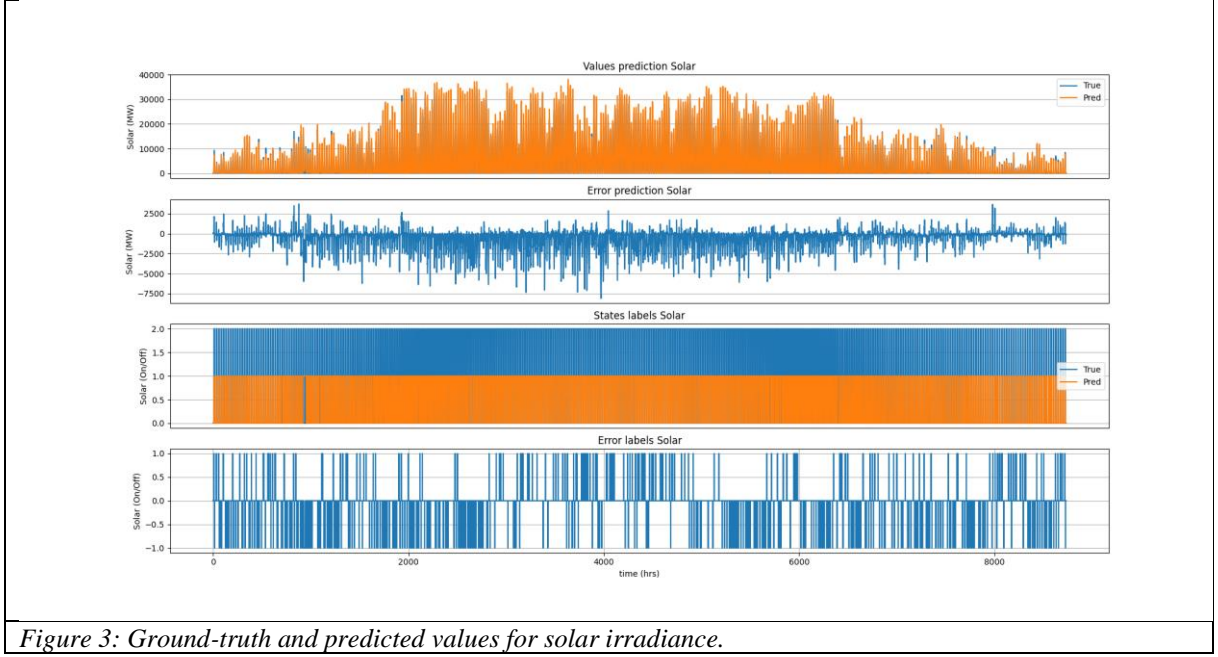 Values prediction Solar
40000
30000
20000
10000
0
Solar (MW)
True
Pred
Error prediction Solar
2500
0
−2500
−5000
−7500
Solar (MW)
States labels Solar
2.0
1.5
1.0
0.5
0.0
Solar (On/Off)
True
Pred
Error labels Solar
1.0
0.5
0.0
−0.5
−1.0
Solar (On/Off)
0 2000 4000 6000 8000
time (hrs)
Figure 3: Ground-truth and predicted values for solar irradiance.